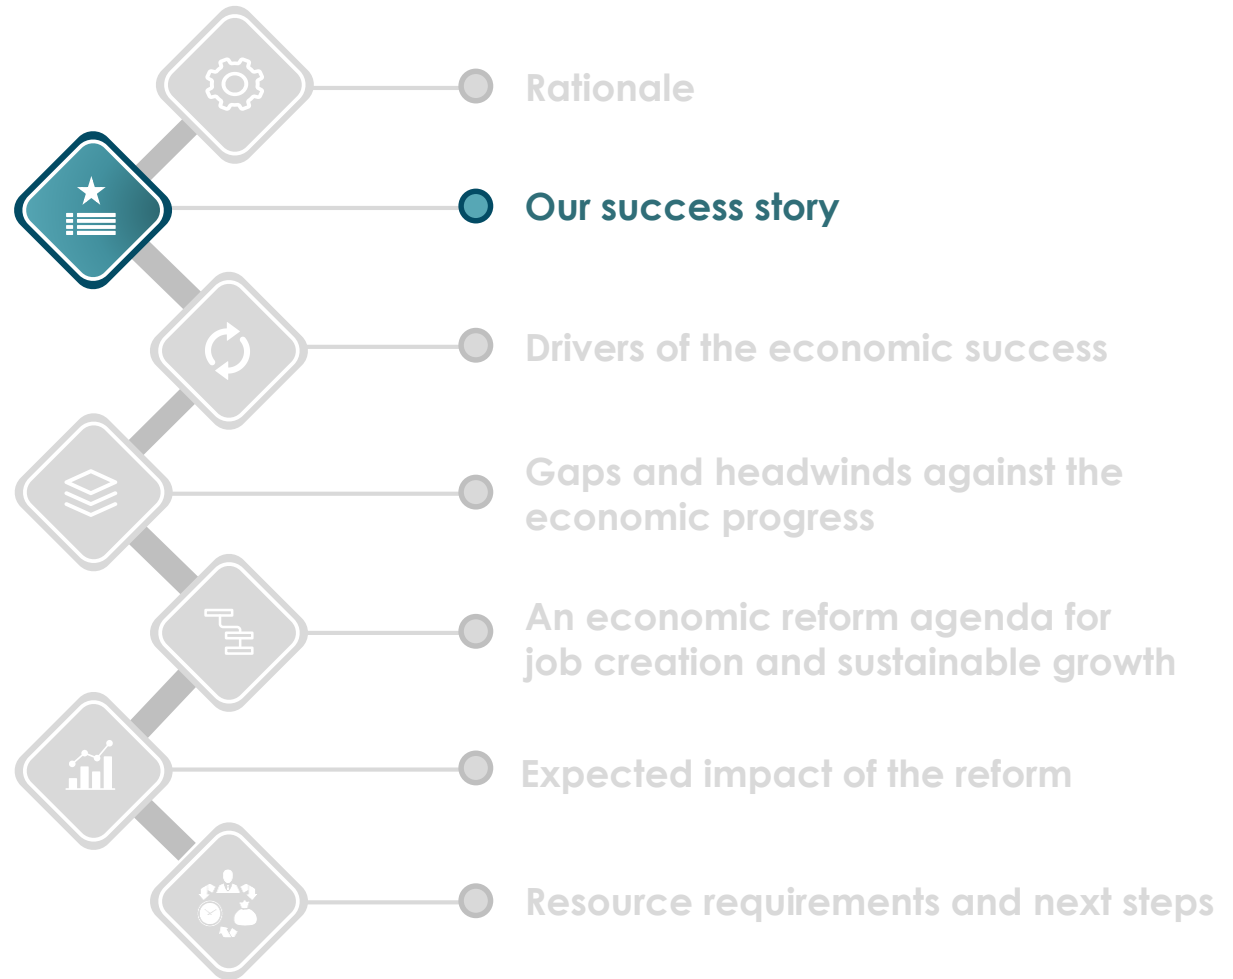 Rationale
Our success story
Drivers of the economic success
Gaps and headwinds against the
economic progress
An economic reform agenda for
job creation and sustainable growth
Expected impact of the reform
Resource requirements and next steps